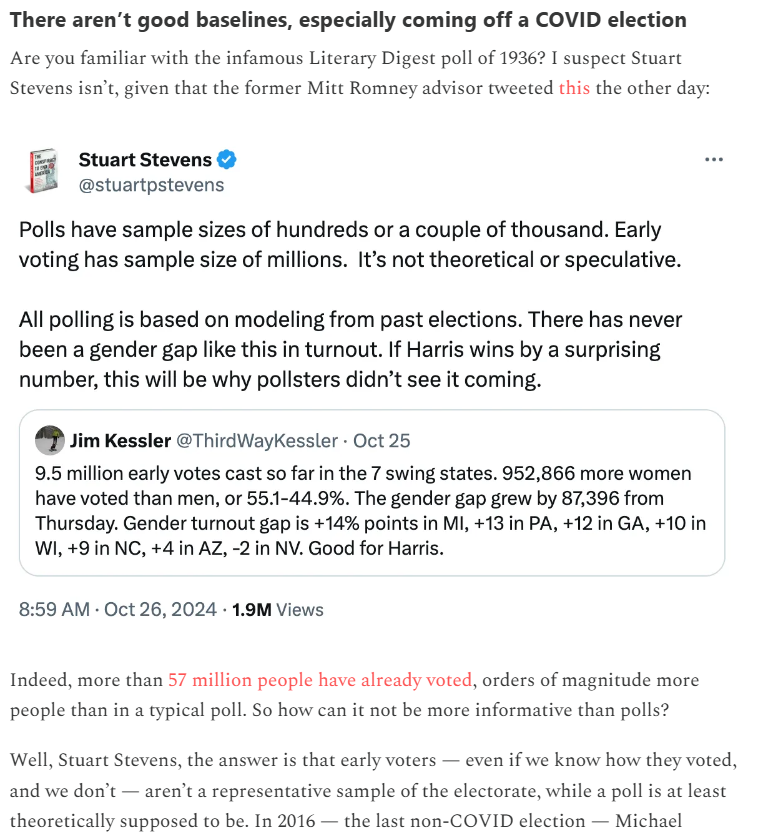 There aren’t good baselines, especially coming off a COVID election
Are you familiar with the infamous Literary Digest poll of 1936? I suspect Stuart
Stevens isn’t, given that the former Mitt Romney advisor tweeted this the other day:
Stuart Stevens
@stuartpstevens
Polls have sample sizes of hundreds or a couple of thousand. Early
voting has sample size of millions.  It’s not theoretical or speculative.
All polling is based on modeling from past elections. There has never
been a gender gap like this in turnout. If Harris wins by a surprising
number, this will be why pollsters didn’t see it coming.
Jim Kessler @ThirdWayKessler · Oct 25
9.5 million early votes cast so far in the 7 swing states. 952,866 more women
have voted than men, or 55.1-44.9%. The gender gap grew by 87,396 from
Thursday. Gender turnout gap is +14% points in MI, +13 in PA, +12 in GA, +10 in
WI, +9 in NC, +4 in AZ, -2 in NV. Good for Harris.
8:59 AM · Oct 26, 2024 · 1.9M Views
Indeed, more than 57 million people have already voted, orders of magnitude more
people than in a typical poll. So how can it not be more informative than polls?
Well, Stuart Stevens, the answer is that early voters — even if we know how they voted,
and we don’t — aren’t a representative sample of the electorate, while a poll is at least
theoretically supposed to be. In 2016 — the last non-COVID election — Michael